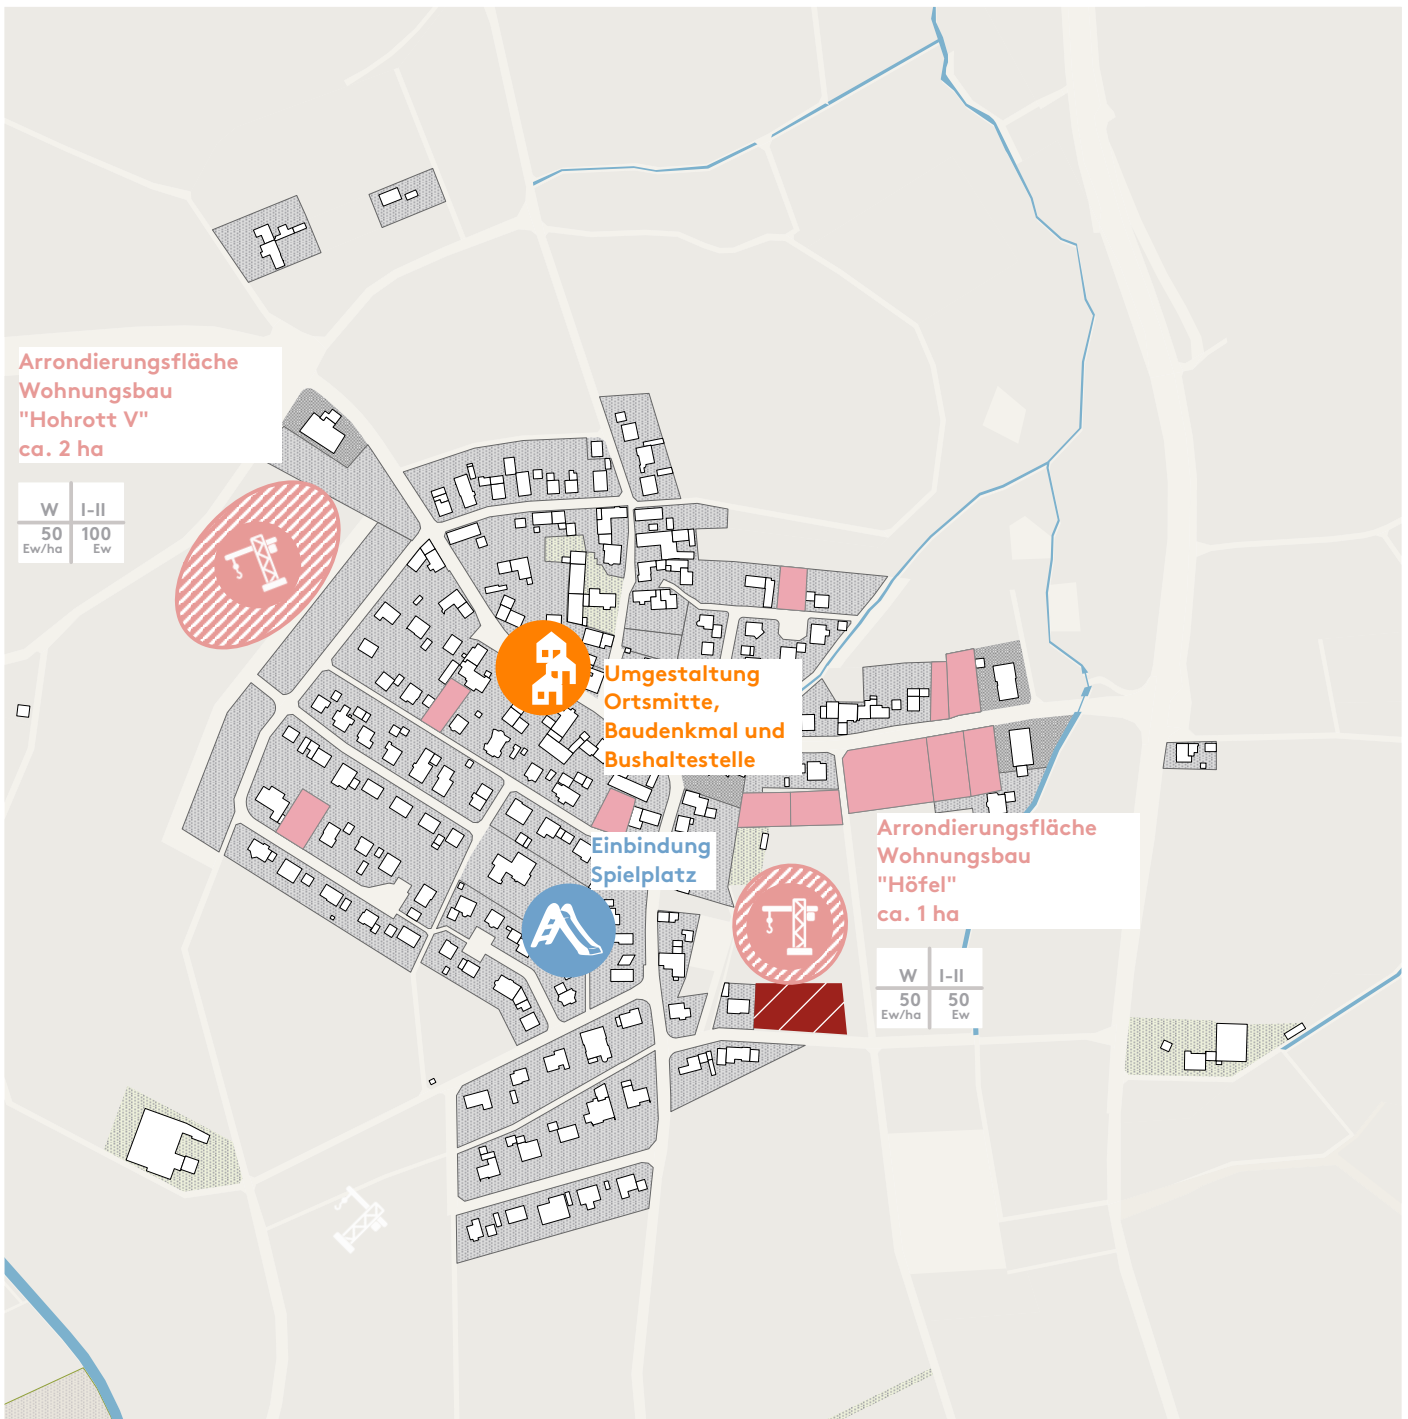 Arrondierungsfläche
Wohnungsbau
"Hohrott V"
ca. 2 ha
W I-II
50 100
Ew/ha Ew
Umgestaltung
Ortsmitte,
Baudenkmal und
Bushaltestelle
Einbindung
Spielplatz
Arrondierungsfläche
Wohnungsbau
"Höfel"
ca. 1 ha
W I-II
50 50
Ew/ha Ew